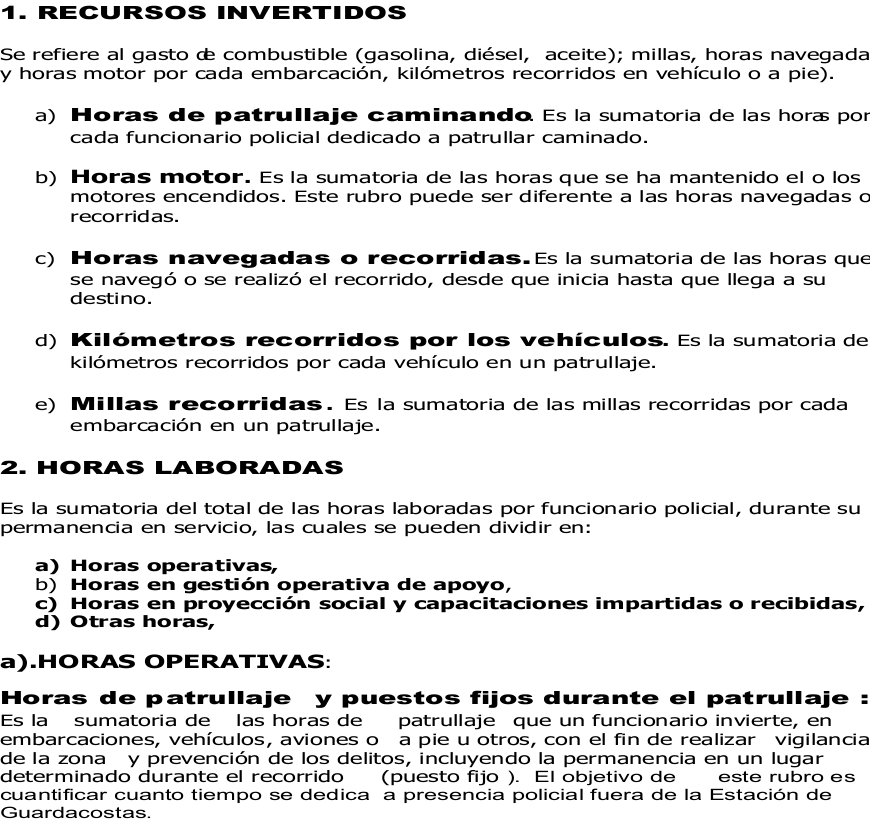 1. RECURSOS INVERTIDOS
Se refiere al gasto de combustible (gasolina, diésel, aceite); millas, horas navegada
y horas motor por cada embarcación, kilómetros recorridos en vehículo o a pie).
a) Horas de patrullaje caminando. Es la sumatoria de las horas por
cada funcionario policial dedicado a patrullar caminado.
b) Horas motor. Es la sumatoria de las horas que se ha mantenido el o los
motores encendidos. Este rubro puede ser diferente a las horas navegadas o
recorridas.
c) Horas navegadas o recorridas. Es la sumatoria de las horas que
se navegó o se realizó el recorrido, desde que inicia hasta que llega a su
destino.
d) Kilómetros recorridos por los vehículos. Es la sumatoria de
kilómetros recorridos por cada vehículo en un patrullaje.
e) Millas recorridas. Es la sumatoria de las millas recorridas por cada
embarcación en un patrullaje.
2. HORAS LABORADAS
Es la sumatoria del total de las horas laboradas por funcionario policial, durante su
permanencia en servicio, las cuales se pueden dividir en:
a) Horas operativas,
b) Horas en gestión operativa de apoyo,
c) Horas en proyección social y capacitaciones impartidas o recibidas,
d) Otras horas,
a).HORAS OPERATIVAS:
Horas de patrullaje y puestos fijos durante el patrullaje :
Es la sumatoria de las horas de patrullaje que un funcionario invierte, en
embarcaciones, vehículos, aviones o a pie u otros, con el fin de realizar vigilancia
de la zona y prevención de los delitos, incluyendo la permanencia en un lugar
determinado durante el recorrido (puesto fijo ). El objetivo de este rubro es
cuantificar cuanto tiempo se dedica a presencia policial fuera de la Estación de
Guardacostas.